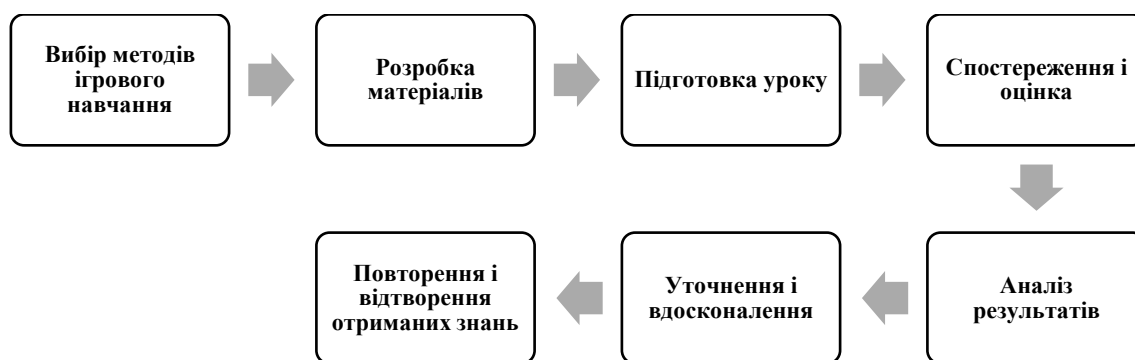 Вибір методів
ігрового
навчання
Розробка
матеріалів
Підготовка уроку
Спостереження і
оцінка
Аналіз
результатів
Уточнення і
вдосконалення
Повторення і
відтворення
отриманих знань